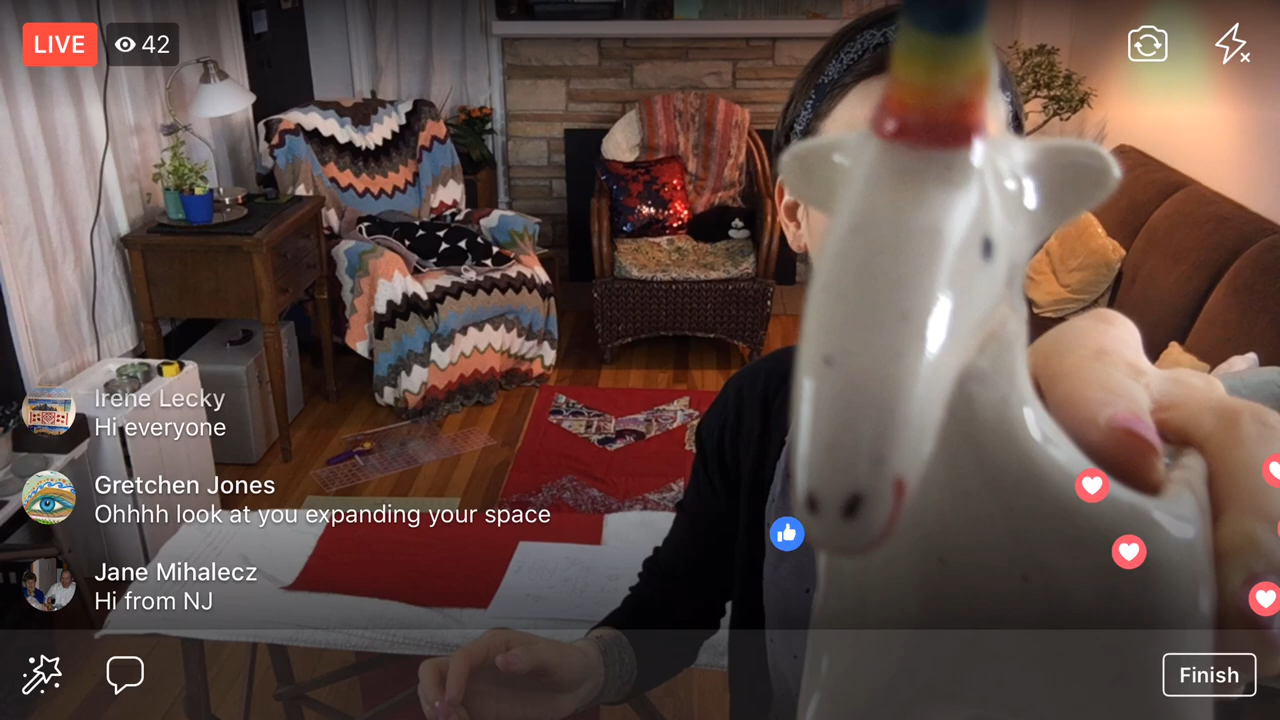 LIVE 42
Irene Lecky
Hi everyone
Gretchen Jones
Ohhhh look at you expanding your space
Jane Mihalecz
Hi from NJ
Finish